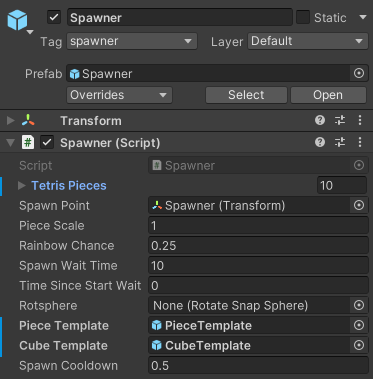 Spawner
Static
Tag spawner Layer Default
Prefab Spawner
Overrides Select Open
Transform
Spawner (Script)
Script Spawner
Tetris Pieces 10
Spawn Point Spawner (Transform)
Piece Scale 1
Rainbow Chance 0.25
Spawn Wait Time 10
Time Since Start Wait 0
Rotsphere None (Rotate Snap Sphere)
Piece Template PieceTemplate
Cube Template CubeTemplate
Spawn Cooldown 0.5